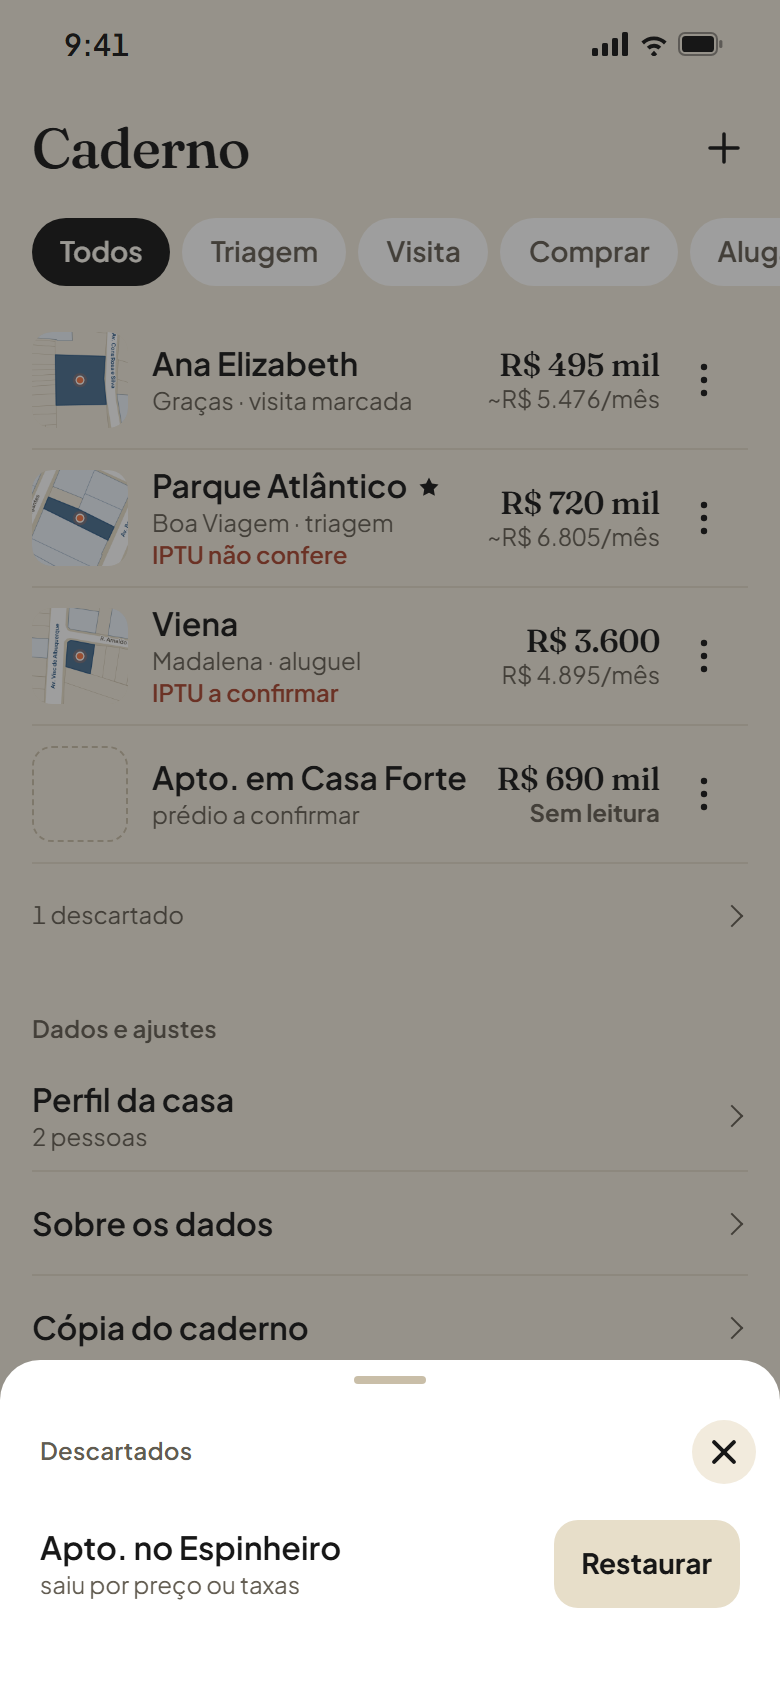 9:41
Caderno
Todos
Triagem
Visita
Comprar
Ana Elizabeth
R$ 495 mil
Graças · visita marcada
~R$ 5.476/mês
Parque Atlântico ★
R$ 720 mil
Boa Viagem · triagem
~R$ 6.805/mês
IPTU não confere
Viena
R$ 3.600
Madalena · aluguel
R$ 4.895/mês
IPTU a confirmar
Apto. em Casa Forte
R$ 690 mil
prédio a confirmar
Sem leitura
1 descartado
Dados e ajustes
Perfil da casa
2 pessoas
Sobre os dados
Cópia do caderno
Descartados
Apto. no Espinheiro
saiu por preço ou taxas
Restaurar